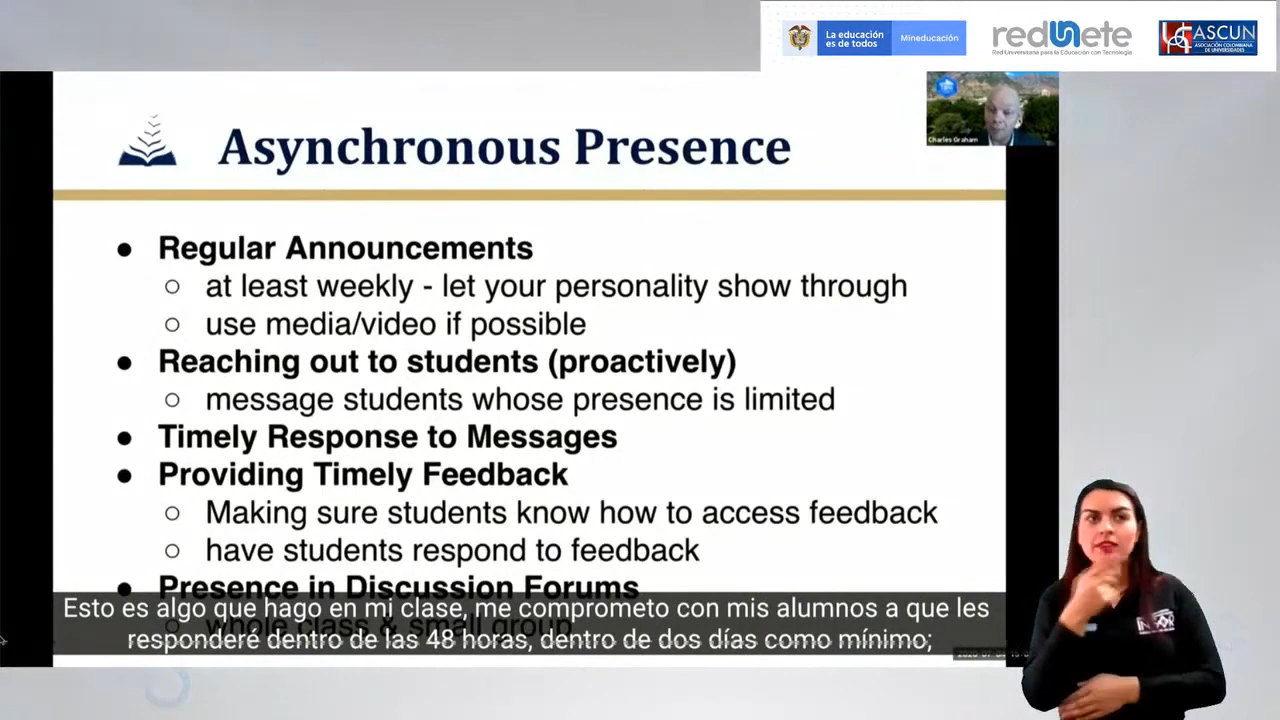 La educación
es de todos
Mineducación
redunete
Red Universitaria para la Educación con Tecnología
ASCUN
ASOCIACIÓN COLOMBIANA
DE UNIVERSIDADES
Charles Graham
Asynchronous Presence
● Regular Announcements
○ at least weekly - let your personality show through
○ use media/video if possible
● Reaching out to students (proactively)
○ message students whose presence is limited
● Timely Response to Messages
● Providing Timely Feedback
○ Making sure students know how to access feedback
○ have students respond to feedback
● Presence in Discussion Forums
○ whole class & small group
Esto es algo que hago en mi clase, me comprometo con mis alumnos a que les
responderé dentro de las 48 horas, dentro de dos días como mínimo;
INSOR